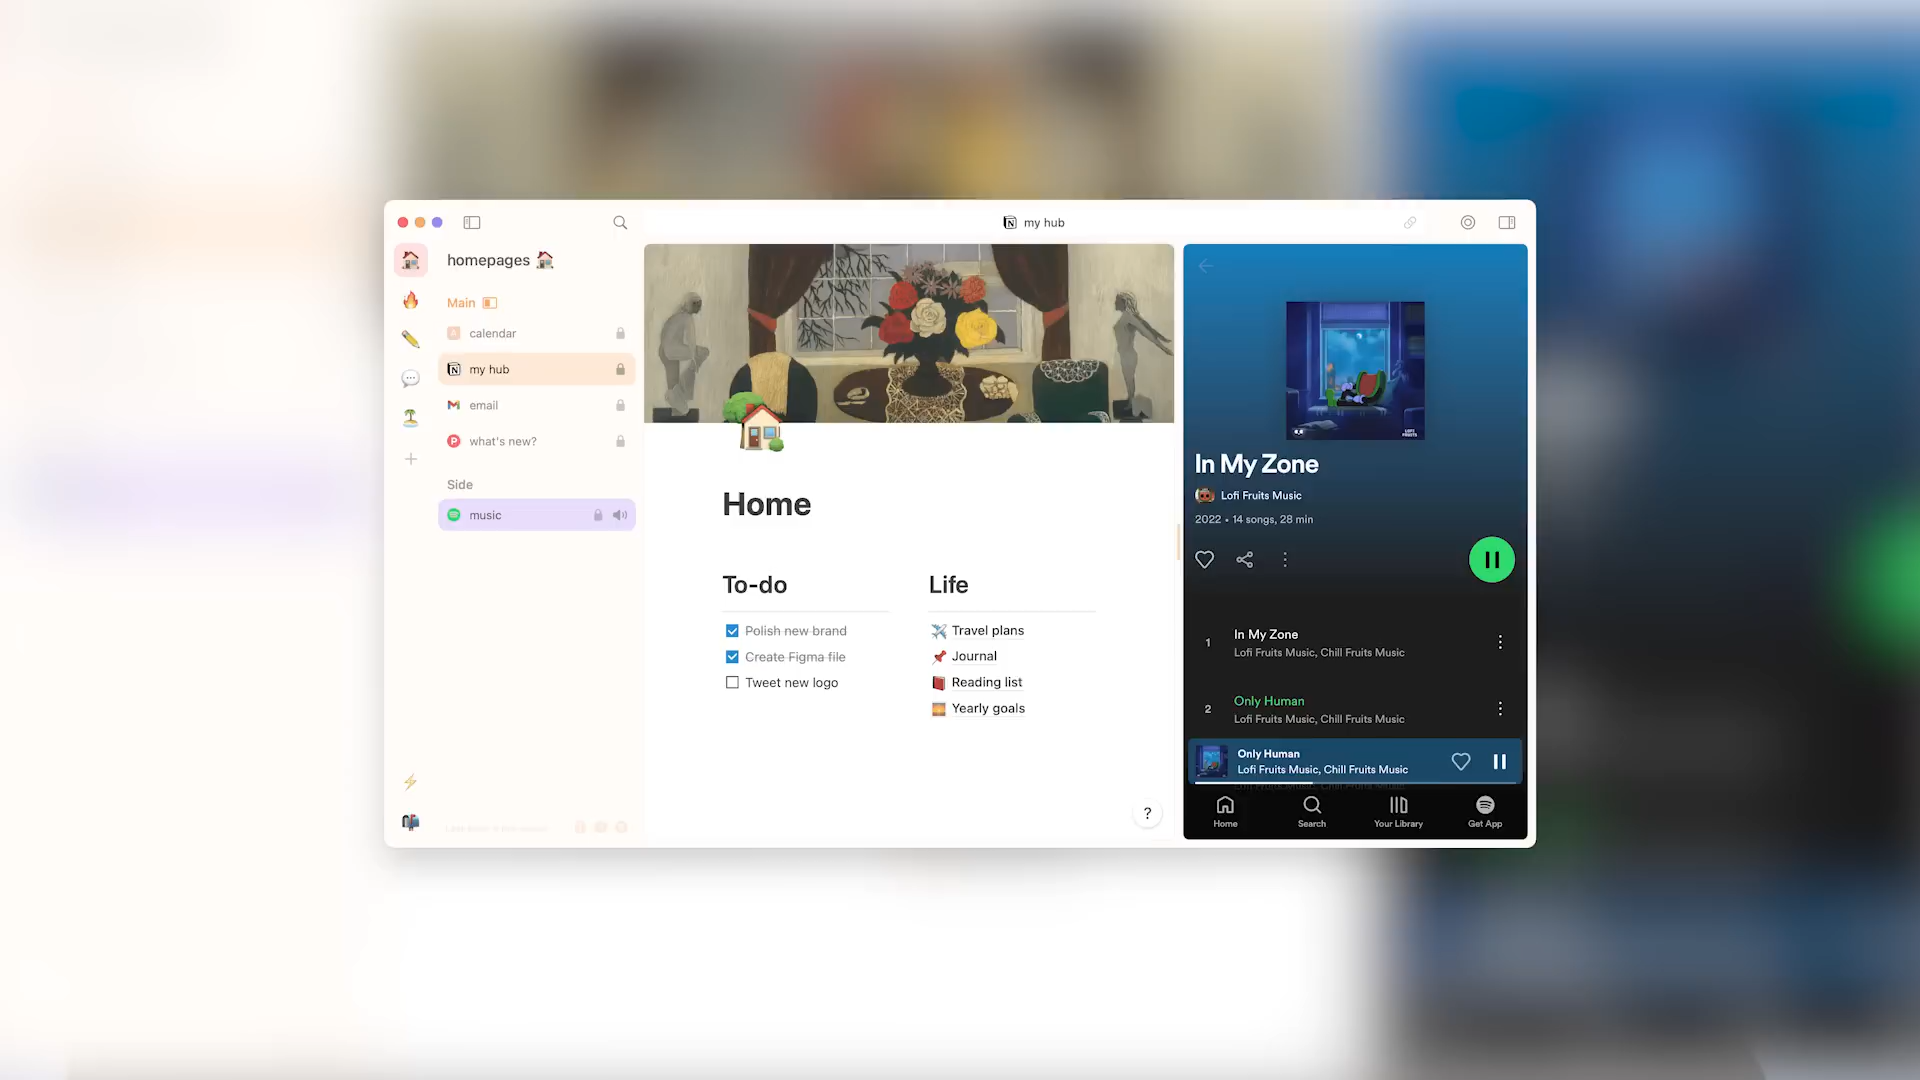 my hub
homepages
Main
calendar
my hub
email
what's new?
Side
music
Home
To-do
Polish new brand
Create Figma file
Tweet new logo
Life
Travel plans
Journal
Reading list
Yearly goals
?
LOFI
FRUITS
In My Zone
Lofi Fruits Music
2022 • 14 songs, 28 min
1
In My Zone
Lofi Fruits Music, Chill Fruits Music
2
Only Human
Lofi Fruits Music, Chill Fruits Music
Only Human
Lofi Fruits Music, Chill Fruits Music
Home
Search
Your Library
Get App